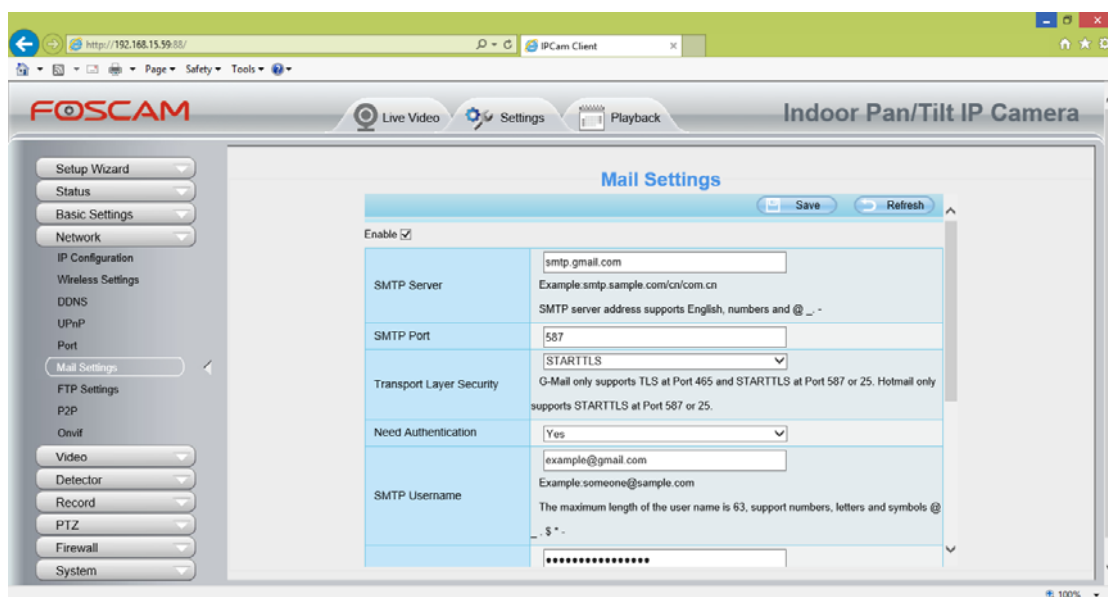 http://192.168.15.59:88/
IPCam Client
Page Safety Tools
FOSCAM
Live Video
Settings
Playback
Indoor Pan/Tilt IP Camera
Setup Wizard
Status
Basic Settings
Network
IP Configuration
Wireless Settings
DDNS
UPnP
Port
Mail Settings
FTP Settings
P2P
Onvif
Video
Detector
Record
PTZ
Firewall
System
Mail Settings
Save Refresh
Enable
SMTP Server
smtp.gmail.com
Example:smtp.sample.com/cn/com.cn
SMTP server address supports English, numbers and @ _ . -
SMTP Port
587
Transport Layer Security
STARTTLS
G-Mail only supports TLS at Port 465 and STARTTLS at Port 587 or 25. Hotmail only
supports STARTTLS at Port 587 or 25.
Need Authentication
Yes
SMTP Username
example@gmail.com
Example:someone@sample.com
The maximum length of the user name is 63, support numbers, letters and symbols @
_ . $ * -
••••••••••••••••
100%